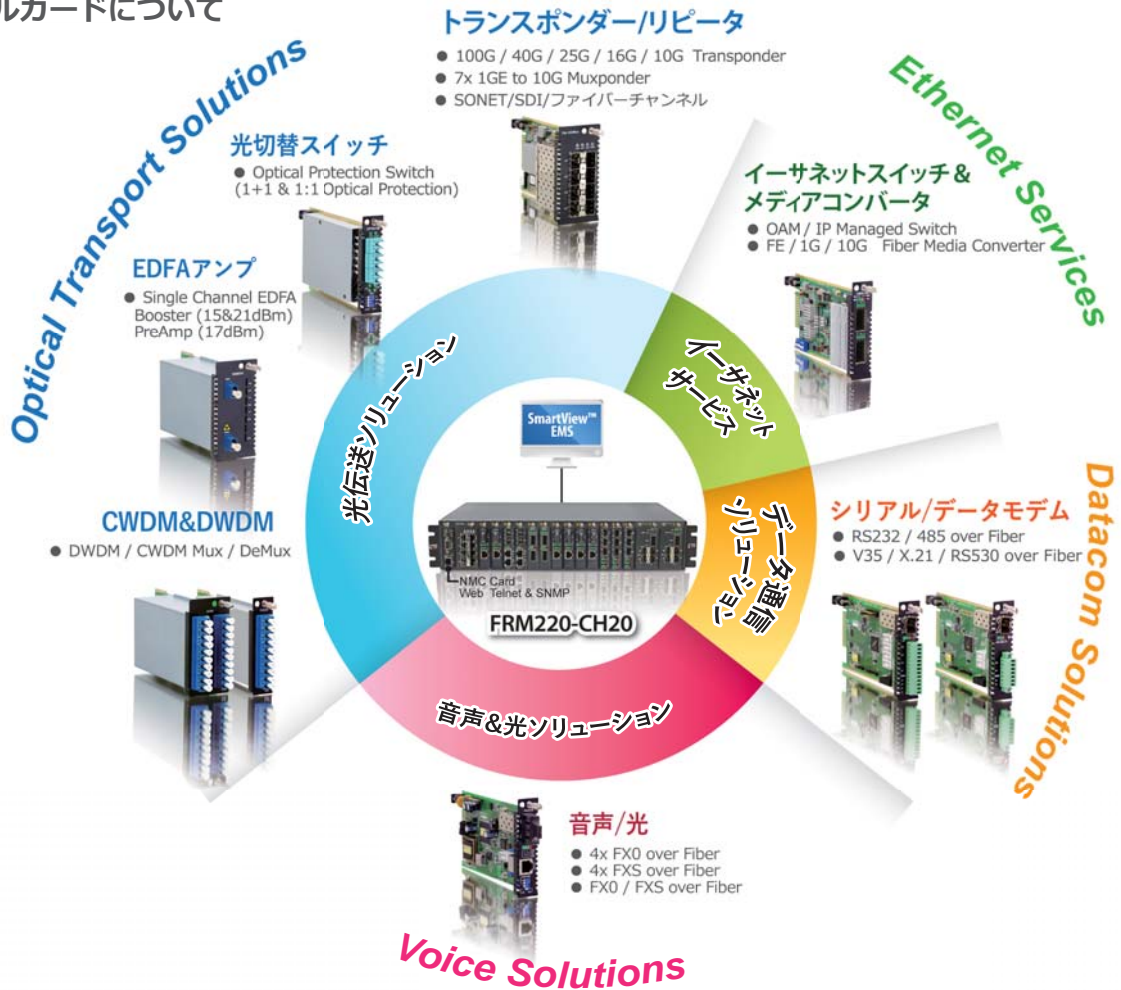 ルカードについて
トランスポンダー/リピータ
● 100G / 40G / 25G / 16G / 10G Transponder
● 7x 1GE to 10G Muxponder
● SONET/SDI/ファイバーチャンネル
Optical Transport Solutions
光切替スイッチ
● Optical Protection Switch
(1+1 & 1:1 Optical Protection)
EDFAアンプ
● Single Channel EDFA
Booster (15&21dBm)
PreAmp (17dBm)
CWDM&DWDM
● DWDM / CWDM Mux / DeMux
Ethernet Services
イーサネットスイッチ &
メディアコンバータ
● OAM / IP Managed Switch
● FE / 1G / 10G Fiber Media Converter
Datacom Solutions
シリアル/データモデム
● RS232 / 485 over Fiber
● V35 / X.21 / RS530 over Fiber
光伝送ソリューション
イーサネット
サービス
データ通信
ソリューション
音声&光ソリューション
SmartView™
EMS
NMC Card
Web Telnet & SNMP
FRM220-CH20
音声/光
● 4x FX0 over Fiber
● 4x FXS over Fiber
● FX0 / FXS over Fiber
Voice Solutions